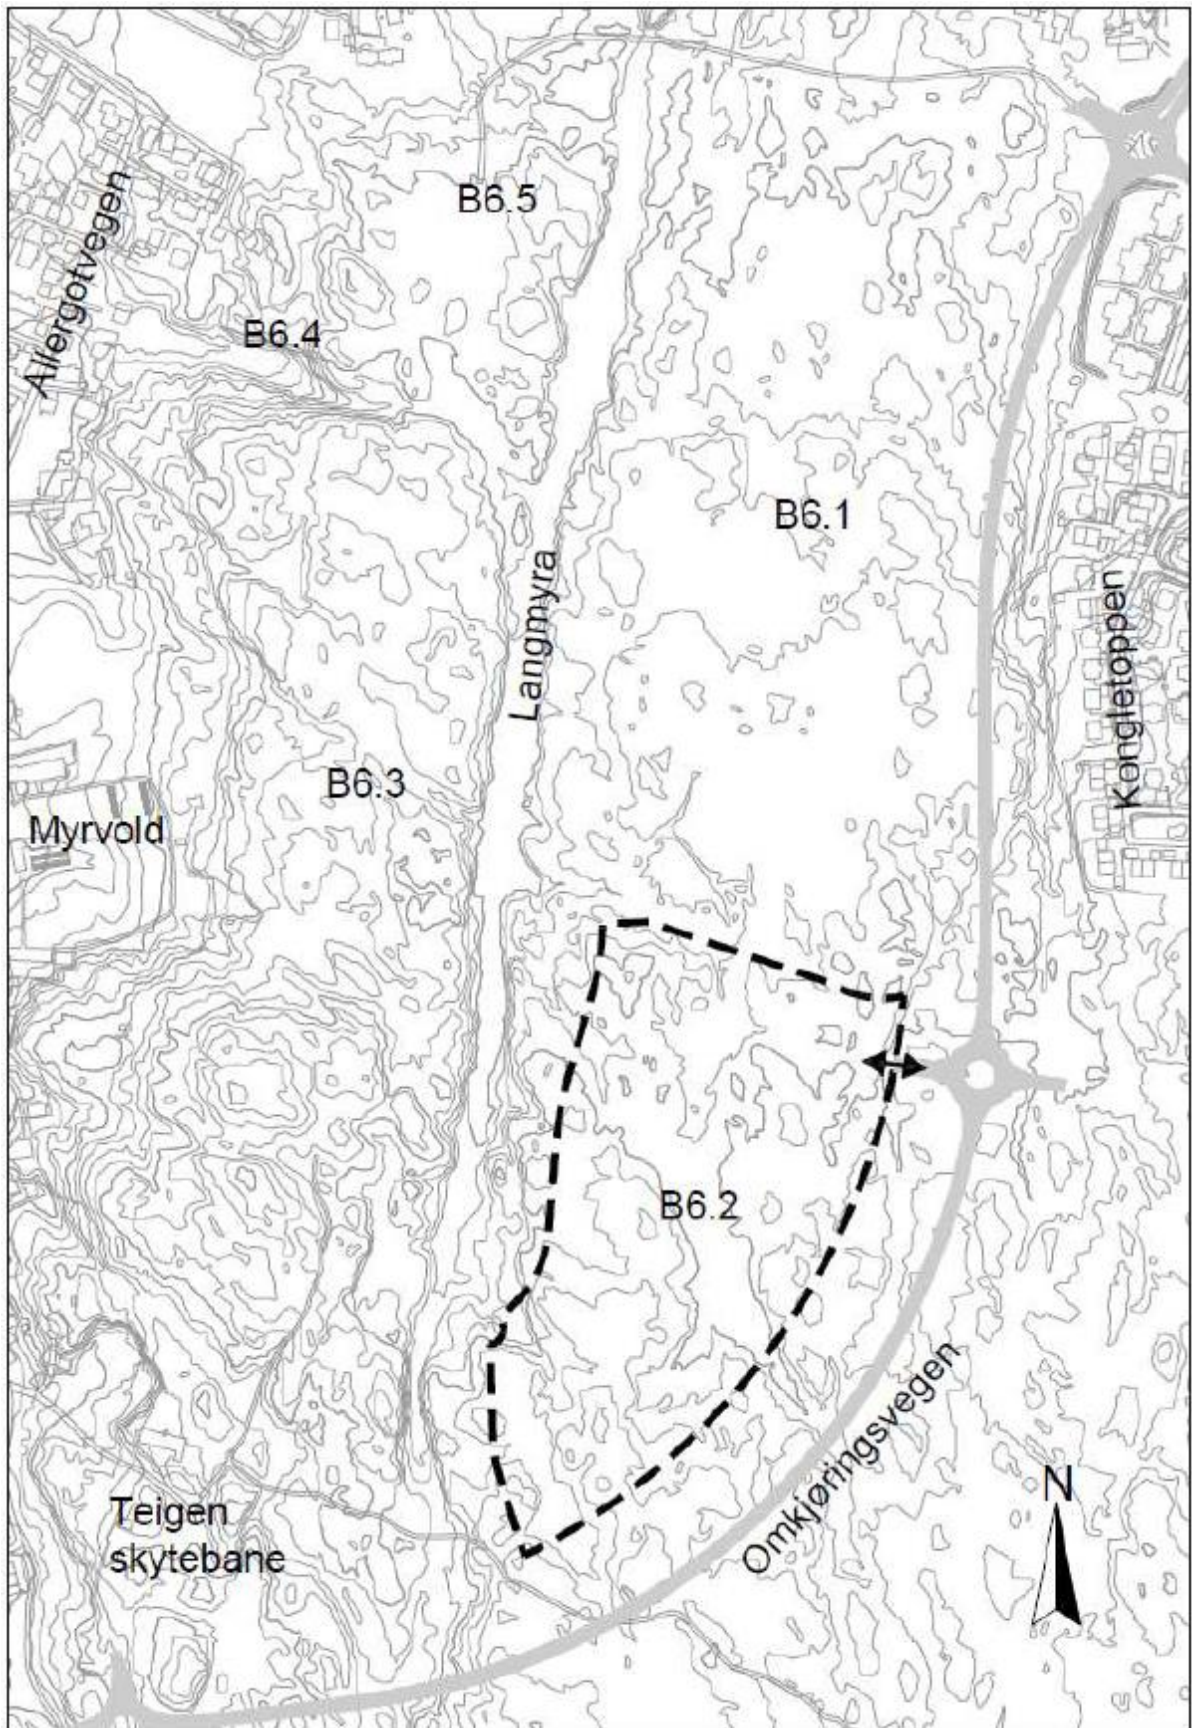 B6.5
Allergotvegen
B6.4
B6.1
Langmyra
Kongletoppen
B6.3
Myrvold
B6.2
Omkjøringsvegen
N
Teigen
skytebane